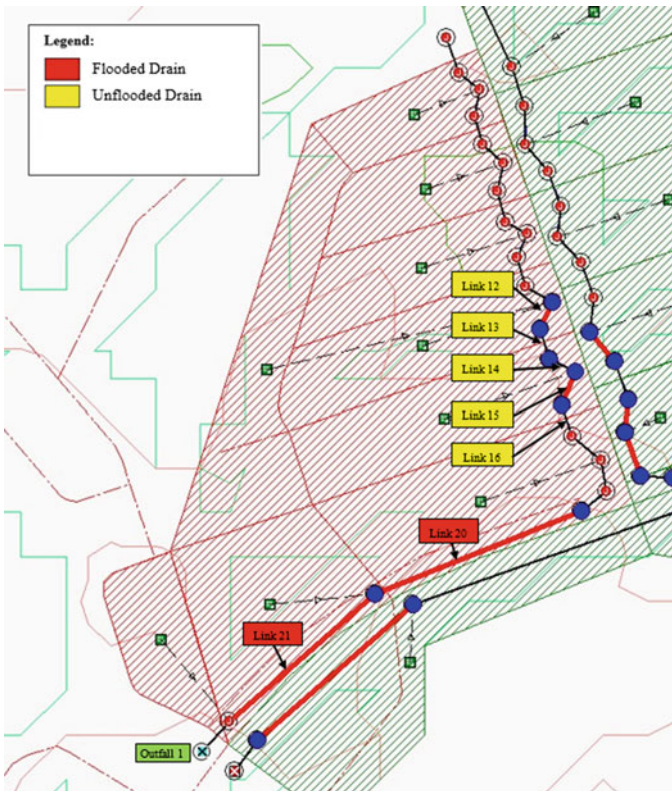 Legend:
Flooded Drain
Unflooded Drain
Link 12
Link 13
Link 14
Link 15
Link 16
Link 20
Link 21
Outfall 1